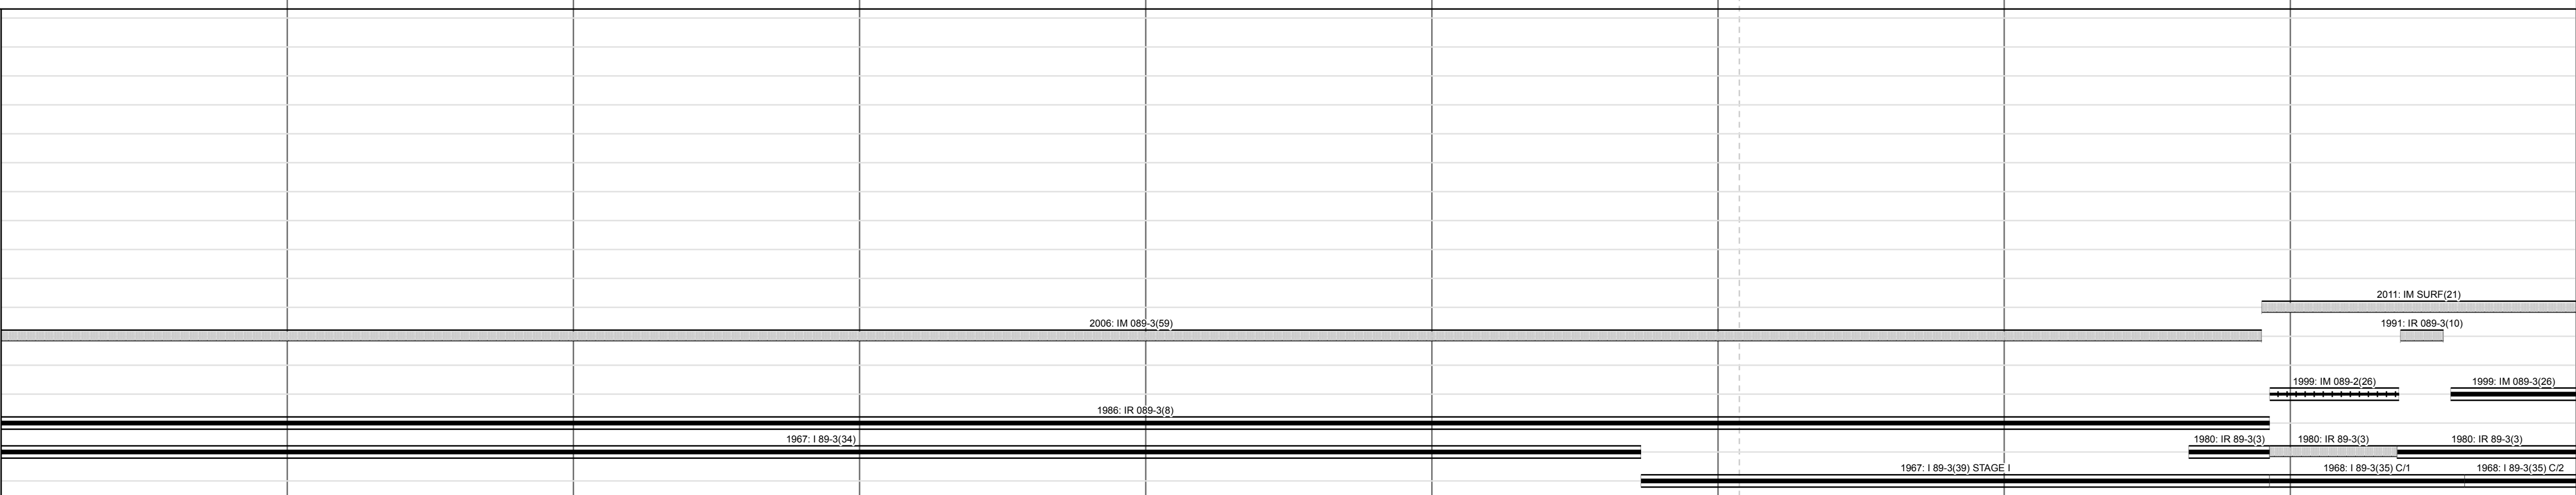 2011: IM SURF(21)
2006: IM 089-3(59)
1991: IR 089-3(10)
1999: IM 089-2(26)
1999: IM 089-3(26)
1986: IR 089-3(8)
1967: I 89-3(34)
1980: IR 89-3(3)
1980: IR 89-3(3)
1980: IR 89-3(3)
1967: I 89-3(39) STAGE I
1968: I 89-3(35) C/1
1968: I 89-3(35) C/2